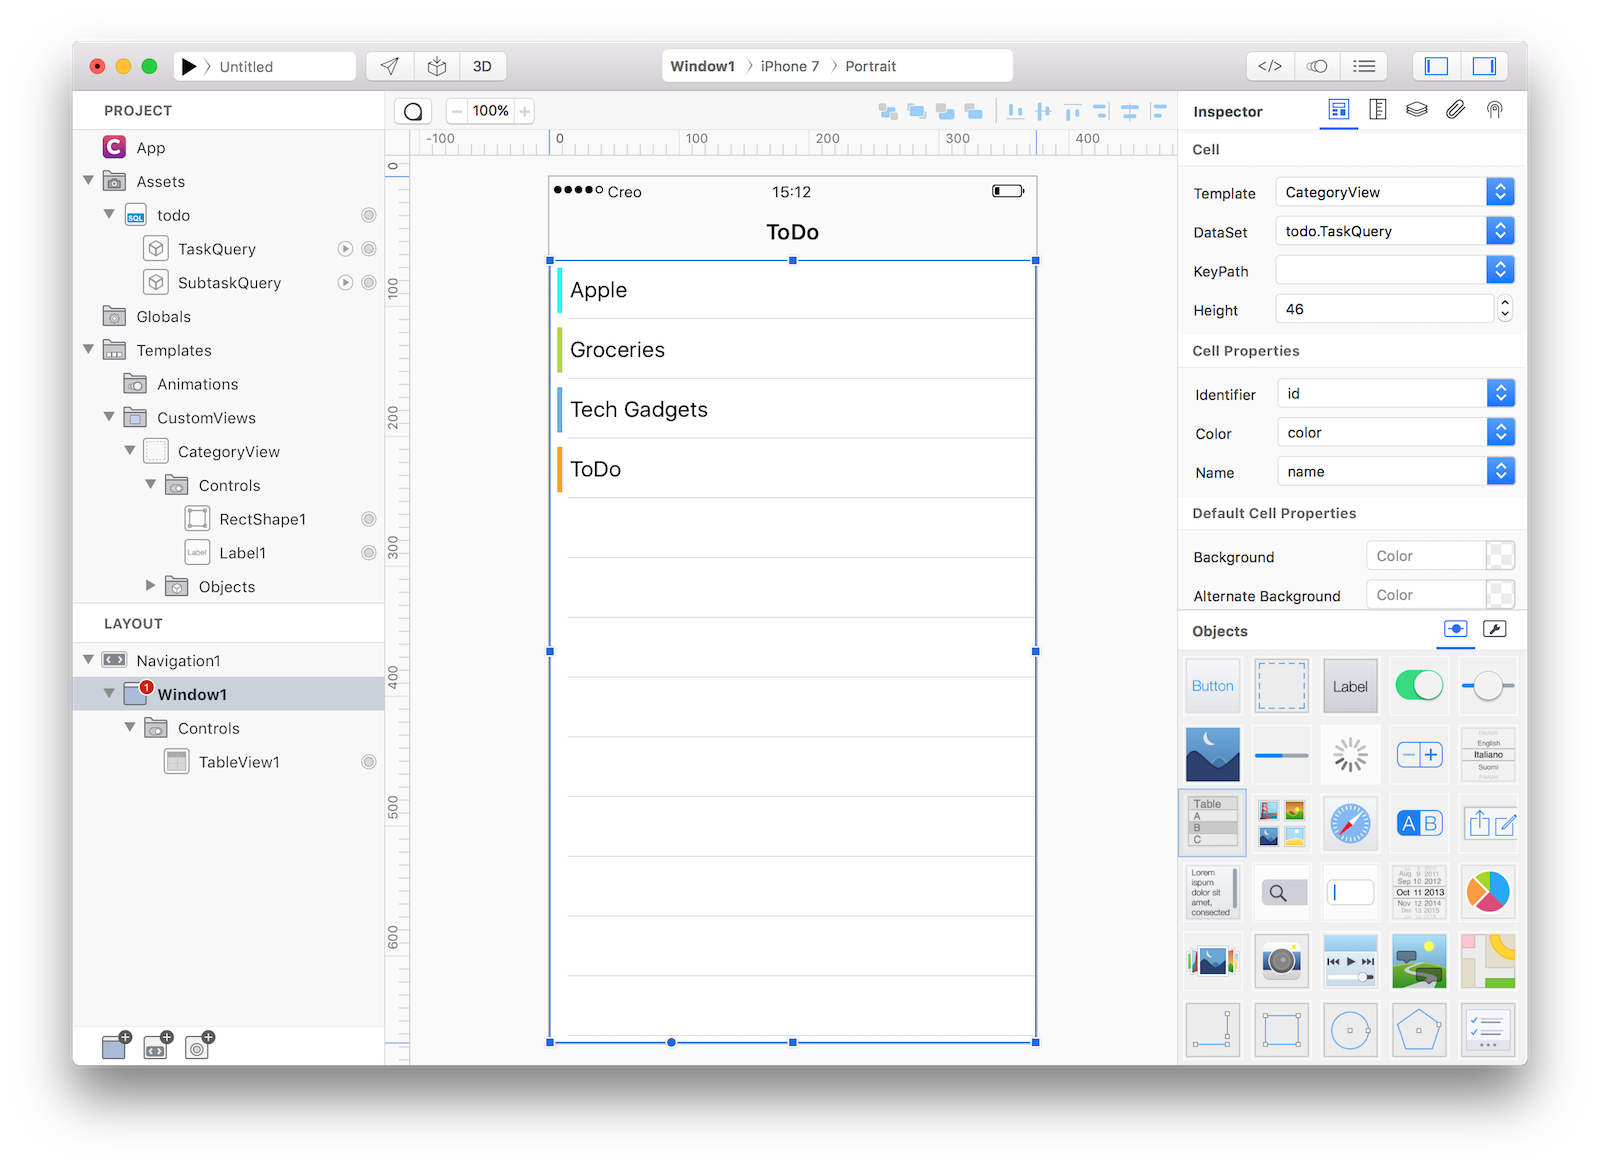 Untitled
3D
Window1 iPhone 7 Portrait
</>
PROJECT
App
Assets
SQL
todo
TaskQuery
SubtaskQuery
Globals
Templates
Animations
CustomViews
CategoryView
Controls
RectShape1
Label
Label1
Objects
LAYOUT
Navigation1
1
Window1
Controls
TableView1
100%
-100 0 100 200 300 400
0
100
200
300
400
500
600
Creo 15:12
ToDo
Apple
Groceries
Tech Gadgets
ToDo
Inspector
Cell
Template CategoryView
DataSet todo.TaskQuery
KeyPath
Height 46
Cell Properties
Identifier id
Color color
Name name
Default Cell Properties
Background Color
Alternate Background Color
Objects
Button
Label
Deutsch
English
Italiano
Suomi
Français
Table
A
B
C
A B
Lorem
ispum
dolor sit
amet,
consected
Aug 9 2011
Sep 10 2012
Oct 11 2013
Nov 12 2014
Dec 13 2015